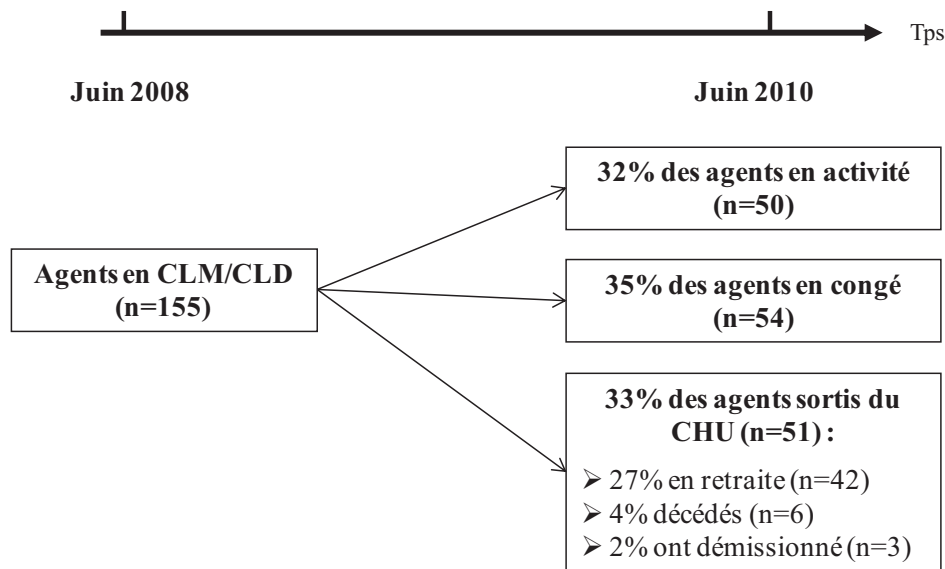 Tps
Juin 2008
Juin 2010
32% des agents en activité
(n=50)
Agents en CLM/CLD
(n=155)
35% des agents en congé
(n=54)
33% des agents sortis du
CHU (n=51) :
➢ 27% en retraite (n=42)
➢ 4% décédés (n=6)
➢ 2% ont démissionné (n=3)